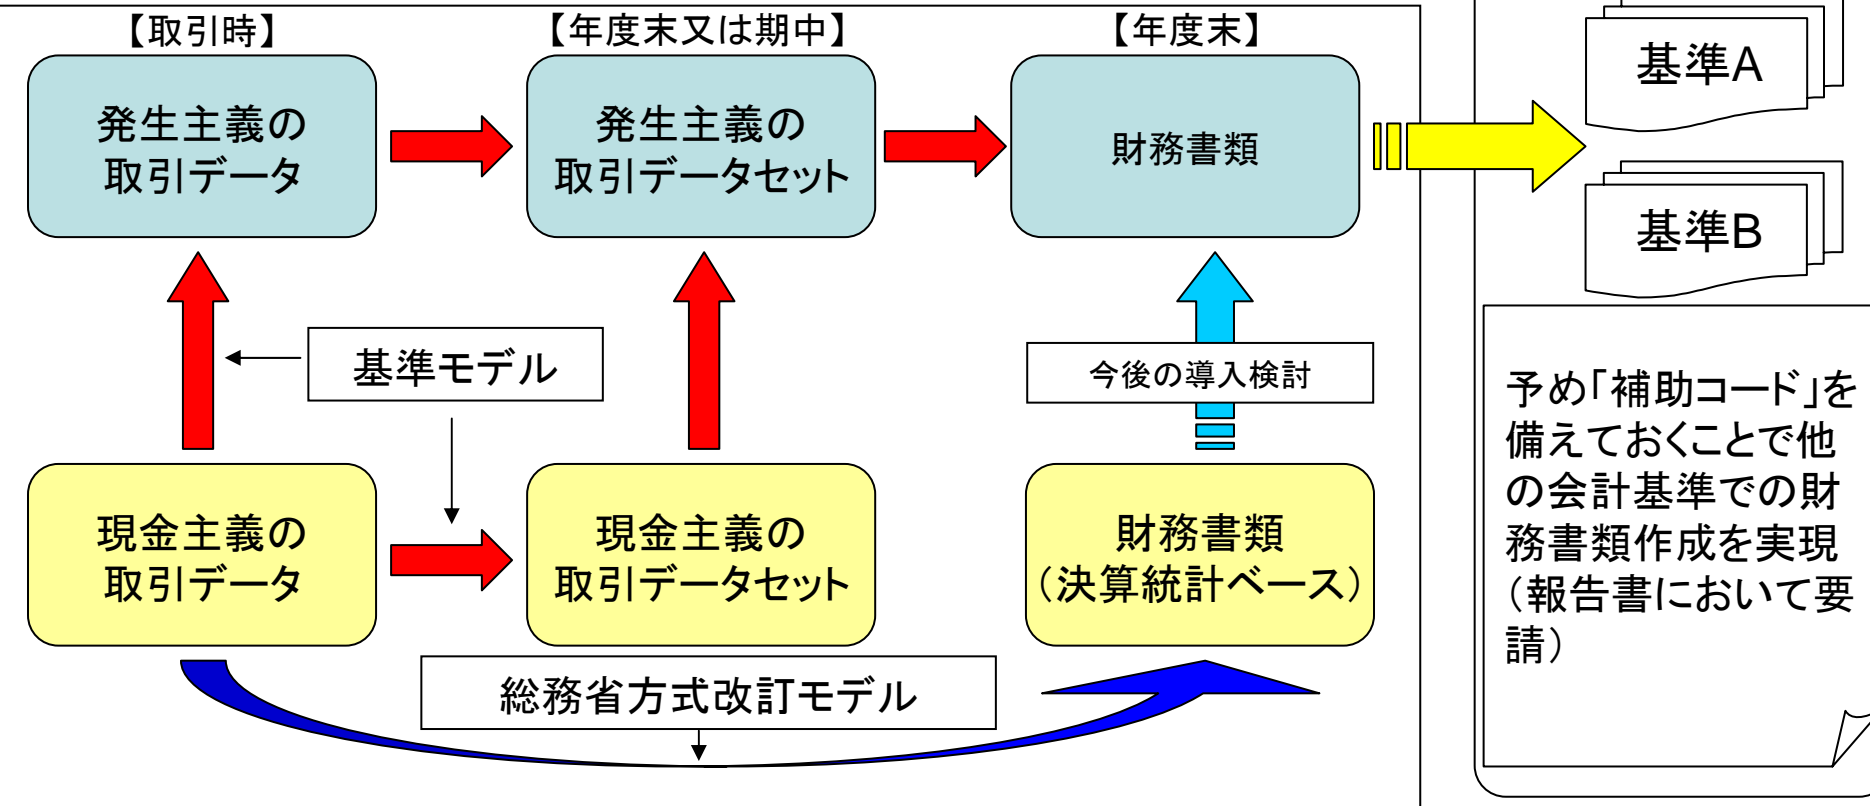 【取引時】
【年度末又は期中】
【年度末】
発生主義の
取引データ
発生主義の
取引データセット
財務書類
基準A
基準B
基準モデル
今後の導入検討
現金主義の
取引データ
現金主義の
取引データセット
財務書類
（決算統計ベース）
総務省方式改訂モデル
予め「補助コード」を
備えておくことで他
の会計基準での財
務書類作成を実現
（報告書において要
請）